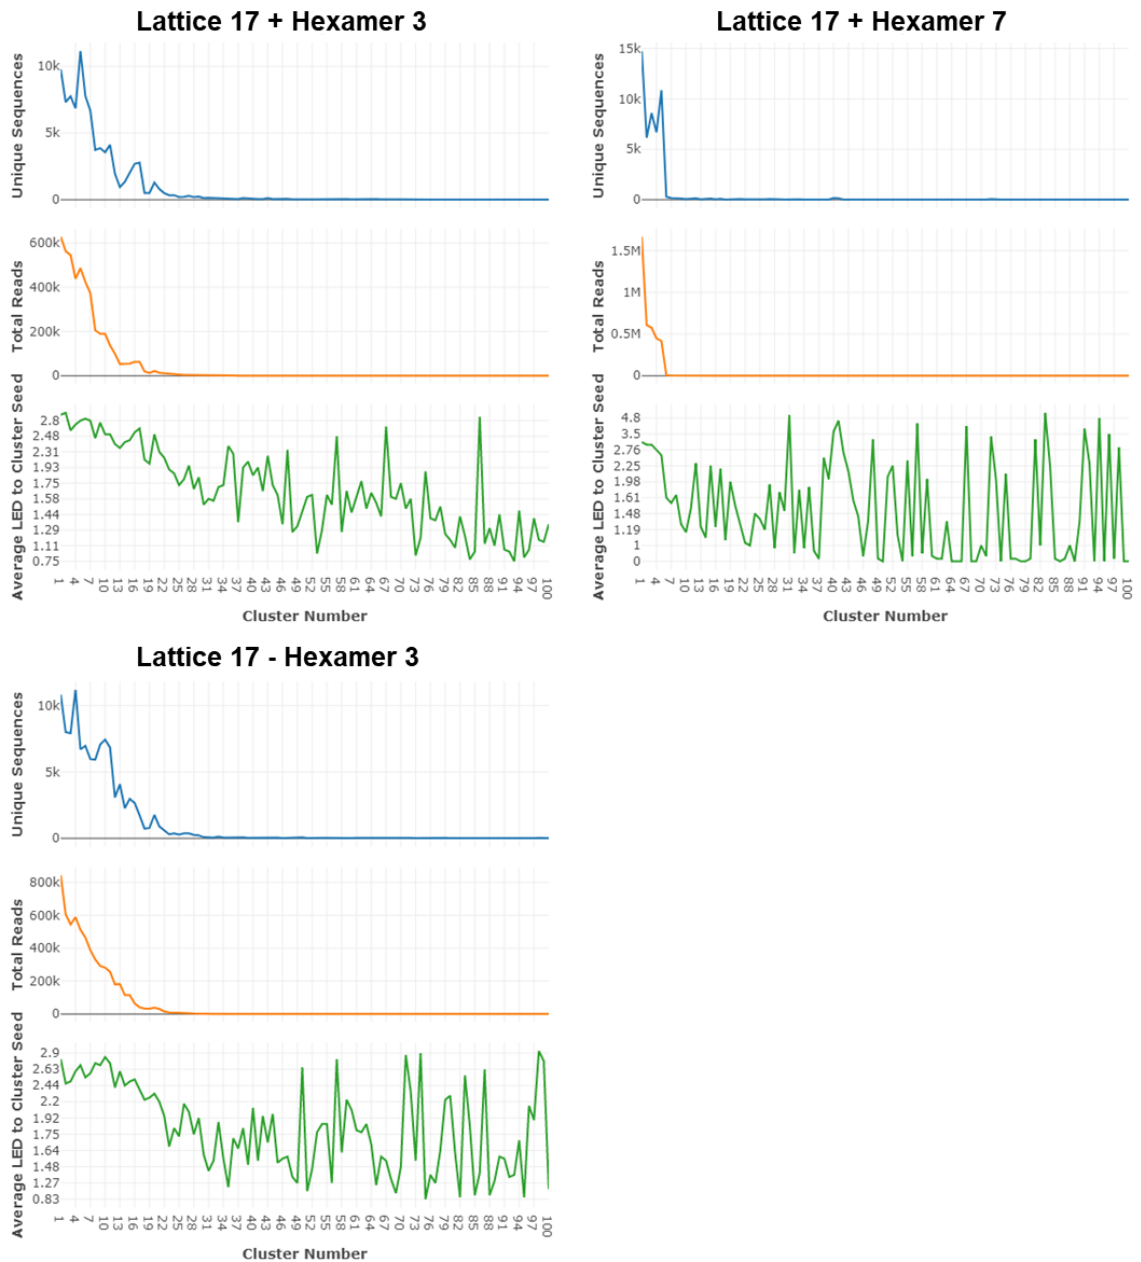 Lattice 17 + Hexamer 3
Unique Sequences
10k
5k
0
Total Reads
600k
400k
200k
0
Average LED to Cluster Seed
2.8
2.48
2.31
1.93
1.75
1.58
1.44
1.29
1.11
0.75
1 4 7 10 13 16 19 22 25 28 31 34 37 40 43 46 49 52 55 58 61 64 67 70 73 76 79 82 85 88 91 94 97 100
Cluster Number
Lattice 17 + Hexamer 7
Unique Sequences
15k
10k
5k
0
Total Reads
1.5M
1M
0.5M
0
Average LED to Cluster Seed
4.8
3.5
2.76
2.25
1.98
1.61
1.48
1.19
1
0
1 4 7 10 13 16 19 22 25 28 31 34 37 40 43 46 49 52 55 58 61 64 67 70 73 76 79 82 85 88 91 94 97 100
Cluster Number
Lattice 17 - Hexamer 3
Unique Sequences
10k
5k
0
Total Reads
800k
600k
400k
200k
0
Average LED to Cluster Seed
2.9
2.63
2.44
2.2
1.92
1.75
1.64
1.48
1.27
0.83
1 4 7 10 13 16 19 22 25 28 31 34 37 40 43 46 49 52 55 58 61 64 67 70 73 76 79 82 85 88 91 94 97 100
Cluster Number